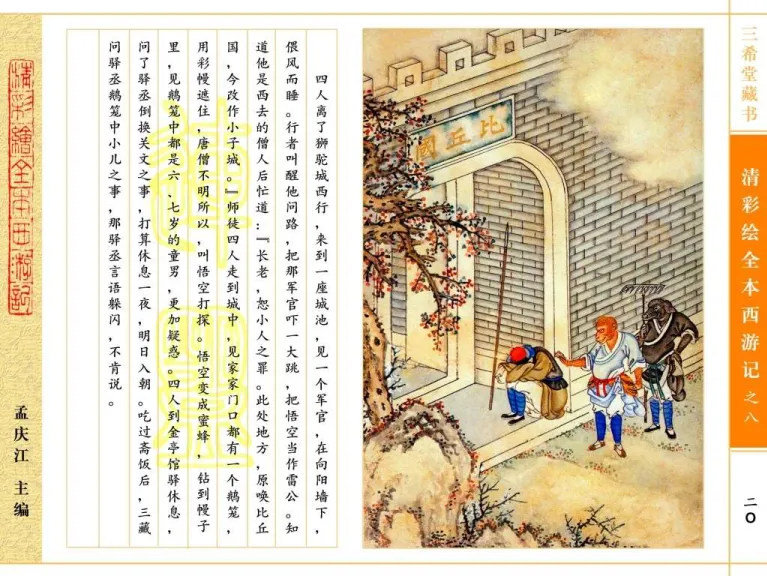 三希堂藏书
清彩绘全本西游记之八
二〇
比丘國
四人离了狮驼城西行，来到一座城池，见一个军官，在向阳墙下，
偎风而睡。行者叫醒他问路，把那军官吓一大跳，把悟空当作雷公。知
道他是西去的僧人后忙道：『长老，恕小人之罪。此处地方，原唤比丘
国，今改作小子城。』师徒四人走到城中，见家家门口都有一个鹅笼，
用彩幔遮住，唐僧不明所以，叫悟空打探。悟空变成蜜蜂，钻到幔子
里，见鹅笼中都是六、七岁的童男，更加疑惑。四人到金亭馆驿休息，
问了驿丞倒换关文之事，打算休息一夜，明日入朝。吃过斋饭后，三藏
问驿丞鹅笼中小儿之事，那驿丞言语躲闪，不肯说。
清彩繪全本西游記
孟庆江 主编